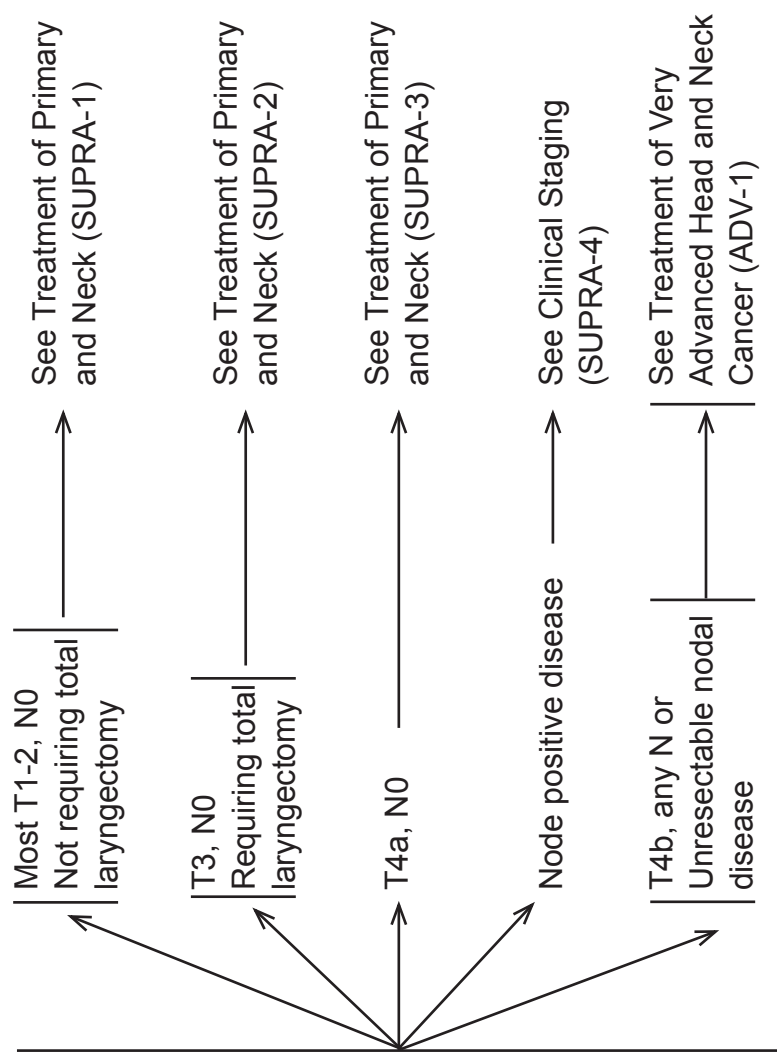 Most T1-2, N0
Not requiring total
laryngectomy
See Treatment of Primary
and Neck (SUPRA-1)
T3, N0
Requiring total
laryngectomy
See Treatment of Primary
and Neck (SUPRA-2)
T4a, N0
See Treatment of Primary
and Neck (SUPRA-3)
Node positive disease
See Clinical Staging
(SUPRA-4)
T4b, any N or
Unresectable nodal
disease
See Treatment of Very
Advanced Head and Neck
Cancer (ADV-1)